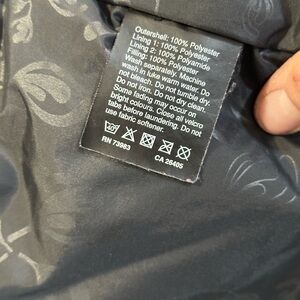 Outershell: 100% Polyester
Lining 1: 100% Polyester
Lining 2: 100% Polyamide
Filling: 100% Polyester
Wash separately. Machine
wash in luke warm water. Do
not bleach. Do not tumble dry.
Do not iron. Do not dry clean.
Some fading may occur on
bright colours. Close all velcro
tabs before laundering. Do not
use fabric softener.
RN 73983 CA 26405